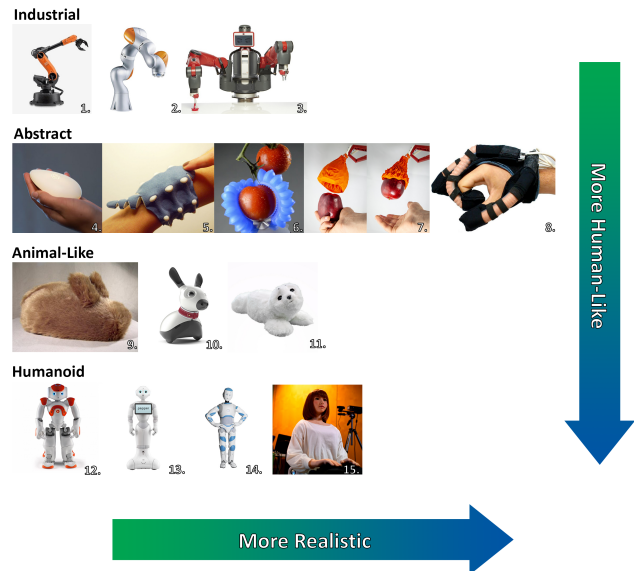 Industrial
1.
2.
3.
Abstract
4.
5.
6.
7.
8.
Animal-Like
9.
10.
11.
Humanoid
12.
13.
14.
15.
More Human-Like
More Realistic